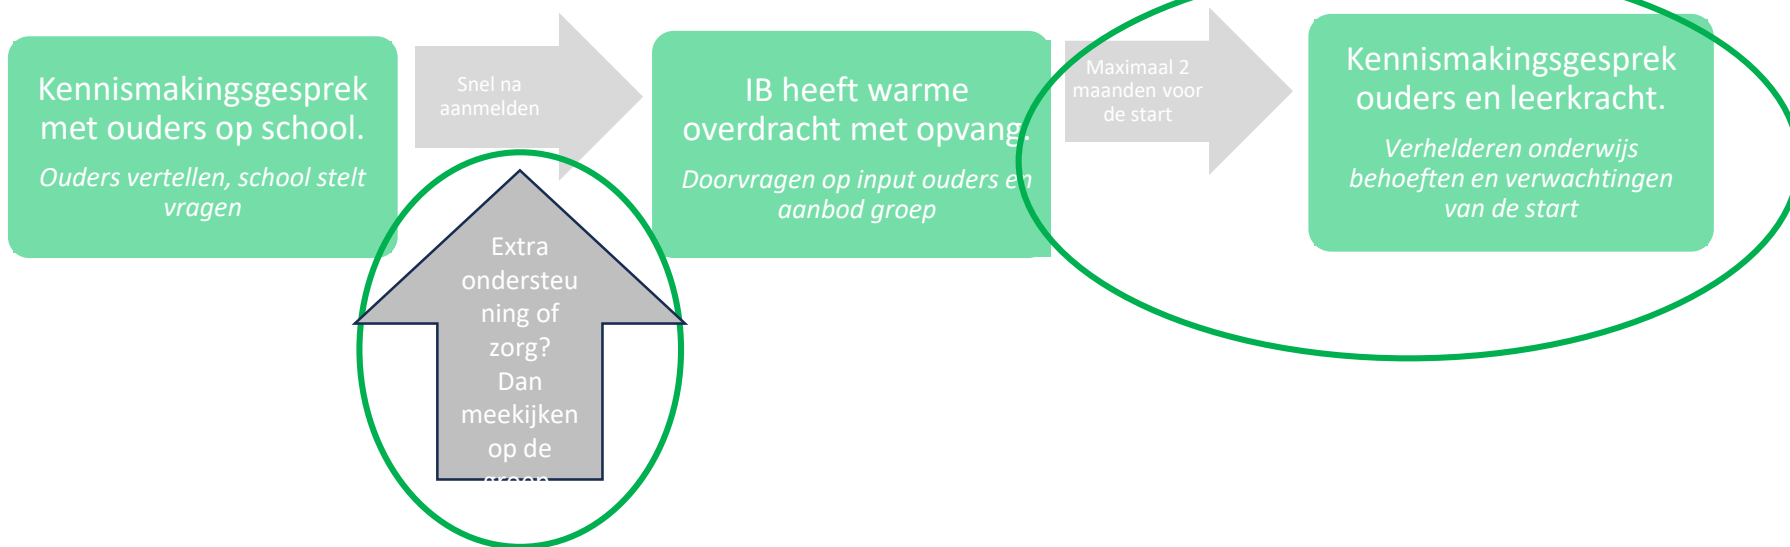 Kennismakingsgesprek
met ouders op school.
Ouders vertellen, school stelt
vragen
Snel na
aanmelden
IB heeft warme
overdracht met opvang.
Doorvragen op input ouders en
aanbod groep
Maximaal 2
maanden voor
de start
Kennismakingsgesprek
ouders en leerkracht.
Verhelderen onderwijs
behoeften en verwachtingen
van de start
Extra
ondersteu
ning of
zorg?
Dan
meekijken
op de
groep